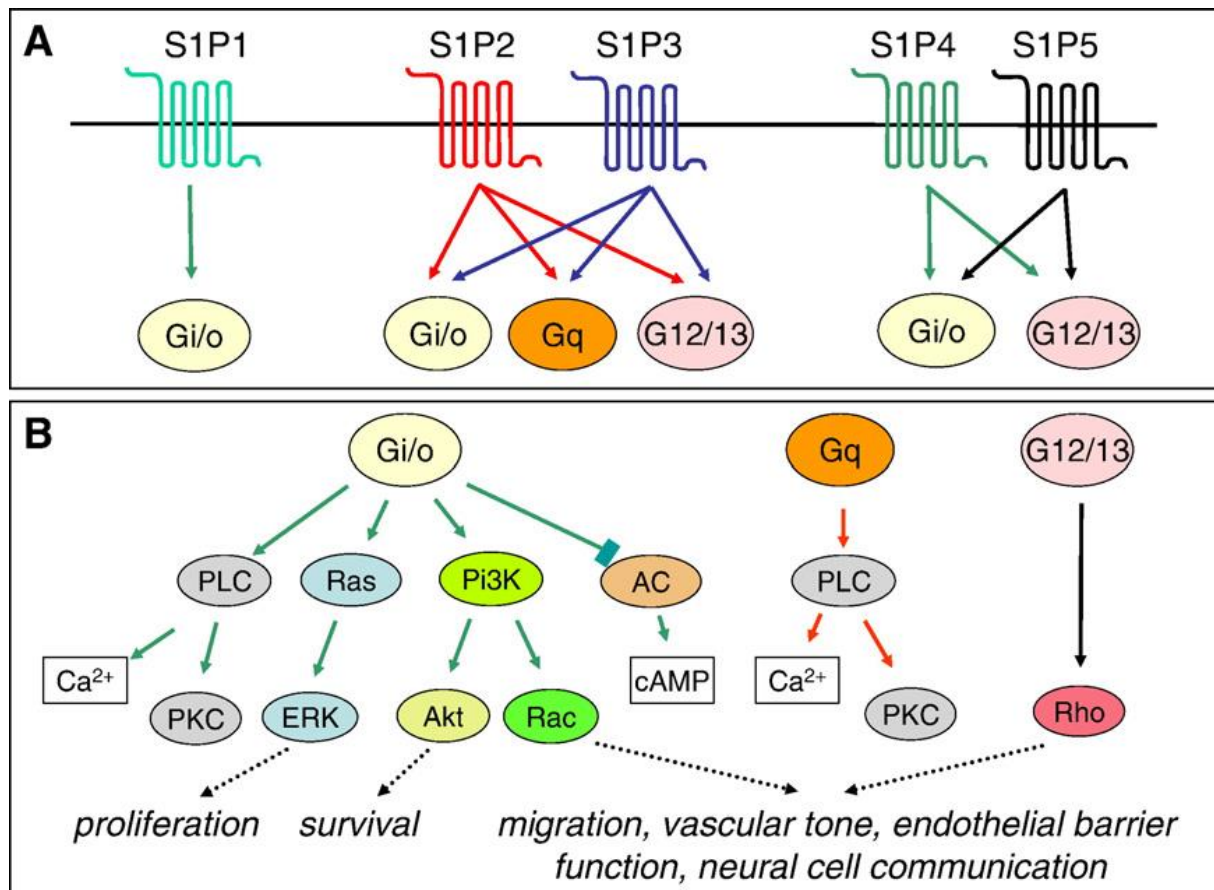 A
S1P1 S1P2 S1P3 S1P4 S1P5
Gi/o Gi/o Gq G12/13 Gi/o G12/13
B
Gi/o Gq G12/13
PLC Ras Pi3K AC PLC
Ca²⁺ cAMP Ca²⁺
PKC ERK Akt Rac PKC Rho
proliferation survival migration, vascular tone, endothelial barrier
function, neural cell communication